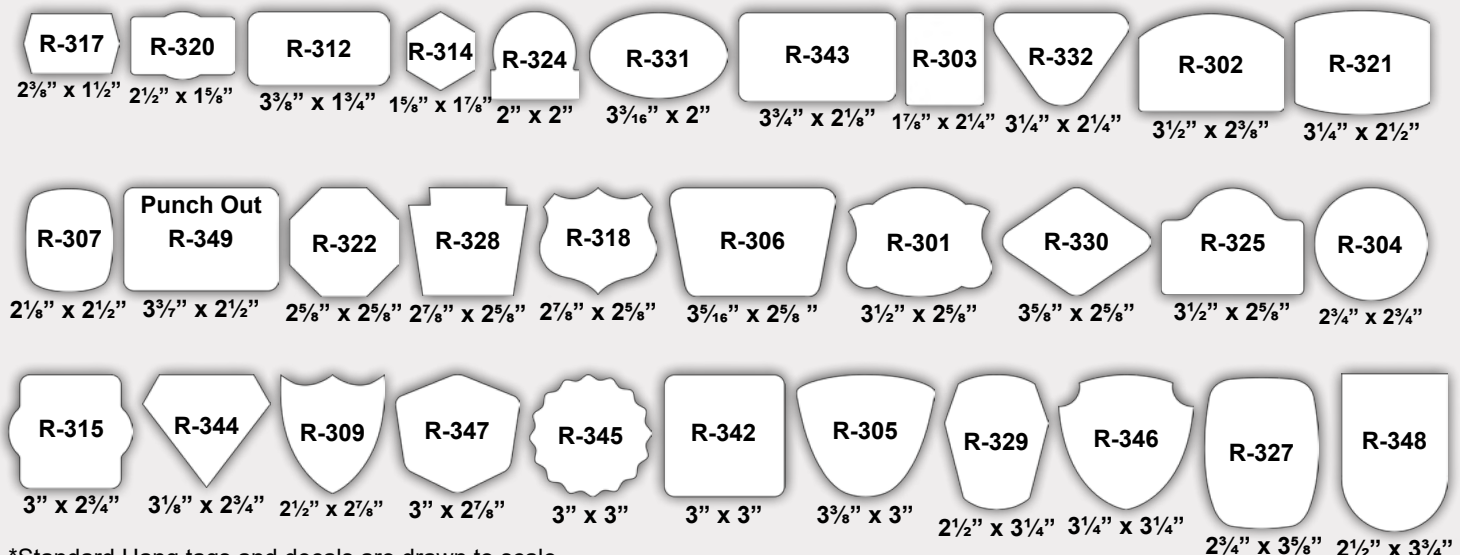 R-317 R-320 R-312 R-314 R-324 R-331 R-343 R-303 R-332 R-302 R-321
2⅜” x 1½” 2½” x 1⅝” 3⅜” x 1¾” 1⅝” x 1⅞” 2” x 2” 3³⁄₁₆” x 2” 3¾” x 2⅛” 1⅞” x 2¼” 3¼” x 2¼” 3½” x 2⅜” 3¼” x 2½”
Punch Out
R-307 R-349 R-322 R-328 R-318 R-306 R-301 R-330 R-325 R-304
2⅛” x 2½” 3³⁄₇” x 2½” 2⅝” x 2⅝” 2⅞” x 2⅝” 2⅞” x 2⅝” 3⁵⁄₁₆” x 2⅝ ” 3½” x 2⅝” 3⅝” x 2⅝” 3½” x 2⅝” 2¾” x 2¾”
R-315 R-344 R-309 R-347 R-345 R-342 R-305 R-329 R-346 R-327 R-348
3” x 2¾” 3⅛” x 2¾” 2½” x 2⅞” 3” x 2⅞” 3” x 3” 3” x 3” 3⅜” x 3” 2½” x 3¼” 3¼” x 3¼” 2¾” x 3⅝” 2½” x 3¾”
*Standard Hang tags and decals are drawn to scale